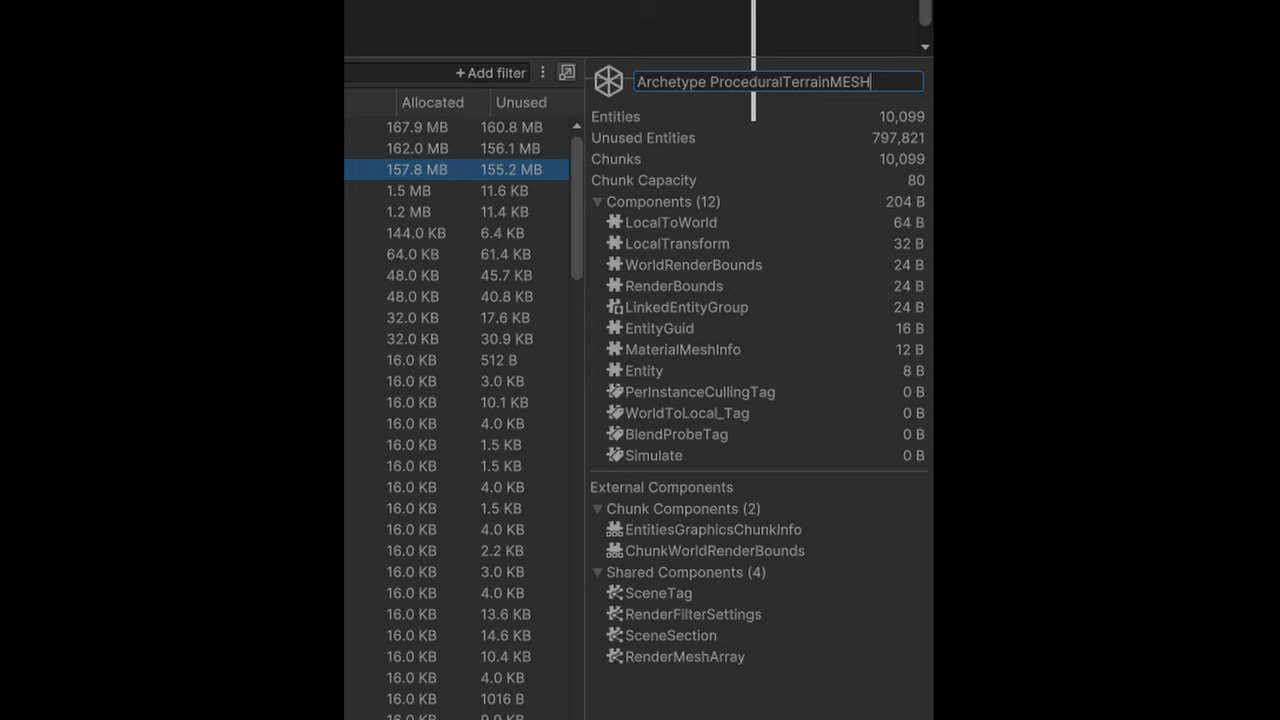 + Add filter
Archetype ProceduralTerrainMESH
Allocated Unused
167.9 MB 160.8 MB
162.0 MB 156.1 MB
157.8 MB 155.2 MB
1.5 MB 11.6 KB
1.2 MB 11.4 KB
144.0 KB 6.4 KB
64.0 KB 61.4 KB
48.0 KB 45.7 KB
48.0 KB 40.8 KB
32.0 KB 17.6 KB
32.0 KB 30.9 KB
16.0 KB 512 B
16.0 KB 3.0 KB
16.0 KB 10.1 KB
16.0 KB 4.0 KB
16.0 KB 1.5 KB
16.0 KB 1.5 KB
16.0 KB 4.0 KB
16.0 KB 1.5 KB
16.0 KB 4.0 KB
16.0 KB 2.2 KB
16.0 KB 3.0 KB
16.0 KB 4.0 KB
16.0 KB 13.6 KB
16.0 KB 14.6 KB
16.0 KB 10.4 KB
16.0 KB 4.0 KB
16.0 KB 1016 B
16.0 KB 9.9 KB
Entities 10,099
Unused Entities 797,821
Chunks 10,099
Chunk Capacity 80
Components (12) 204 B
LocalToWorld 64 B
LocalTransform 32 B
WorldRenderBounds 24 B
RenderBounds 24 B
LinkedEntityGroup 24 B
EntityGuid 16 B
MaterialMeshInfo 12 B
Entity 8 B
PerInstanceCullingTag 0 B
WorldToLocal_Tag 0 B
BlendProbeTag 0 B
Simulate 0 B
External Components
Chunk Components (2)
EntitiesGraphicsChunkInfo
ChunkWorldRenderBounds
Shared Components (4)
SceneTag
RenderFilterSettings
SceneSection
RenderMeshArray